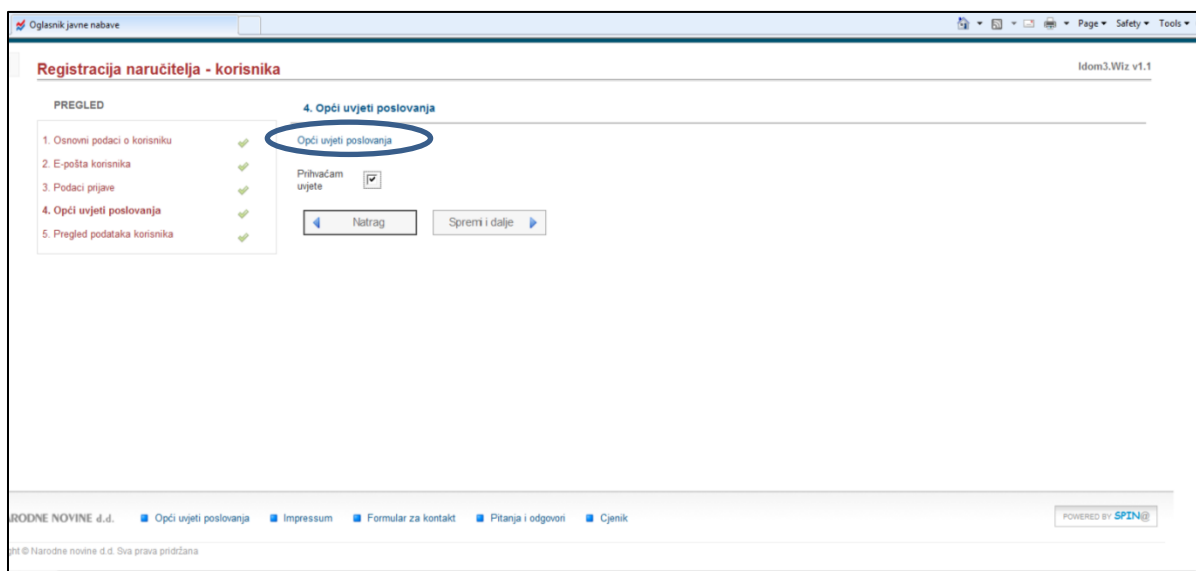 Oglasnik javne nabave
Page Safety Tools
Registracija naručitelja - korisnika
Idom3.Wiz v1.1
PREGLED
1. Osnovni podaci o korisniku
2. E-pošta korisnika
3. Podaci prijave
4. Opći uvjeti poslovanja
5. Pregled podataka korisnika
4. Opći uvjeti poslovanja
Opći uvjeti poslovanja
Prihvaćam
uvjete
Natrag
Spremi i dalje
NOVINE d.d.
Opći uvjeti poslovanja
Impressum
Formular za kontakt
Pitanja i odgovori
Cjenik
POWERED BY SPIN@
© Narodne novine d.d. Sva prava pridržana